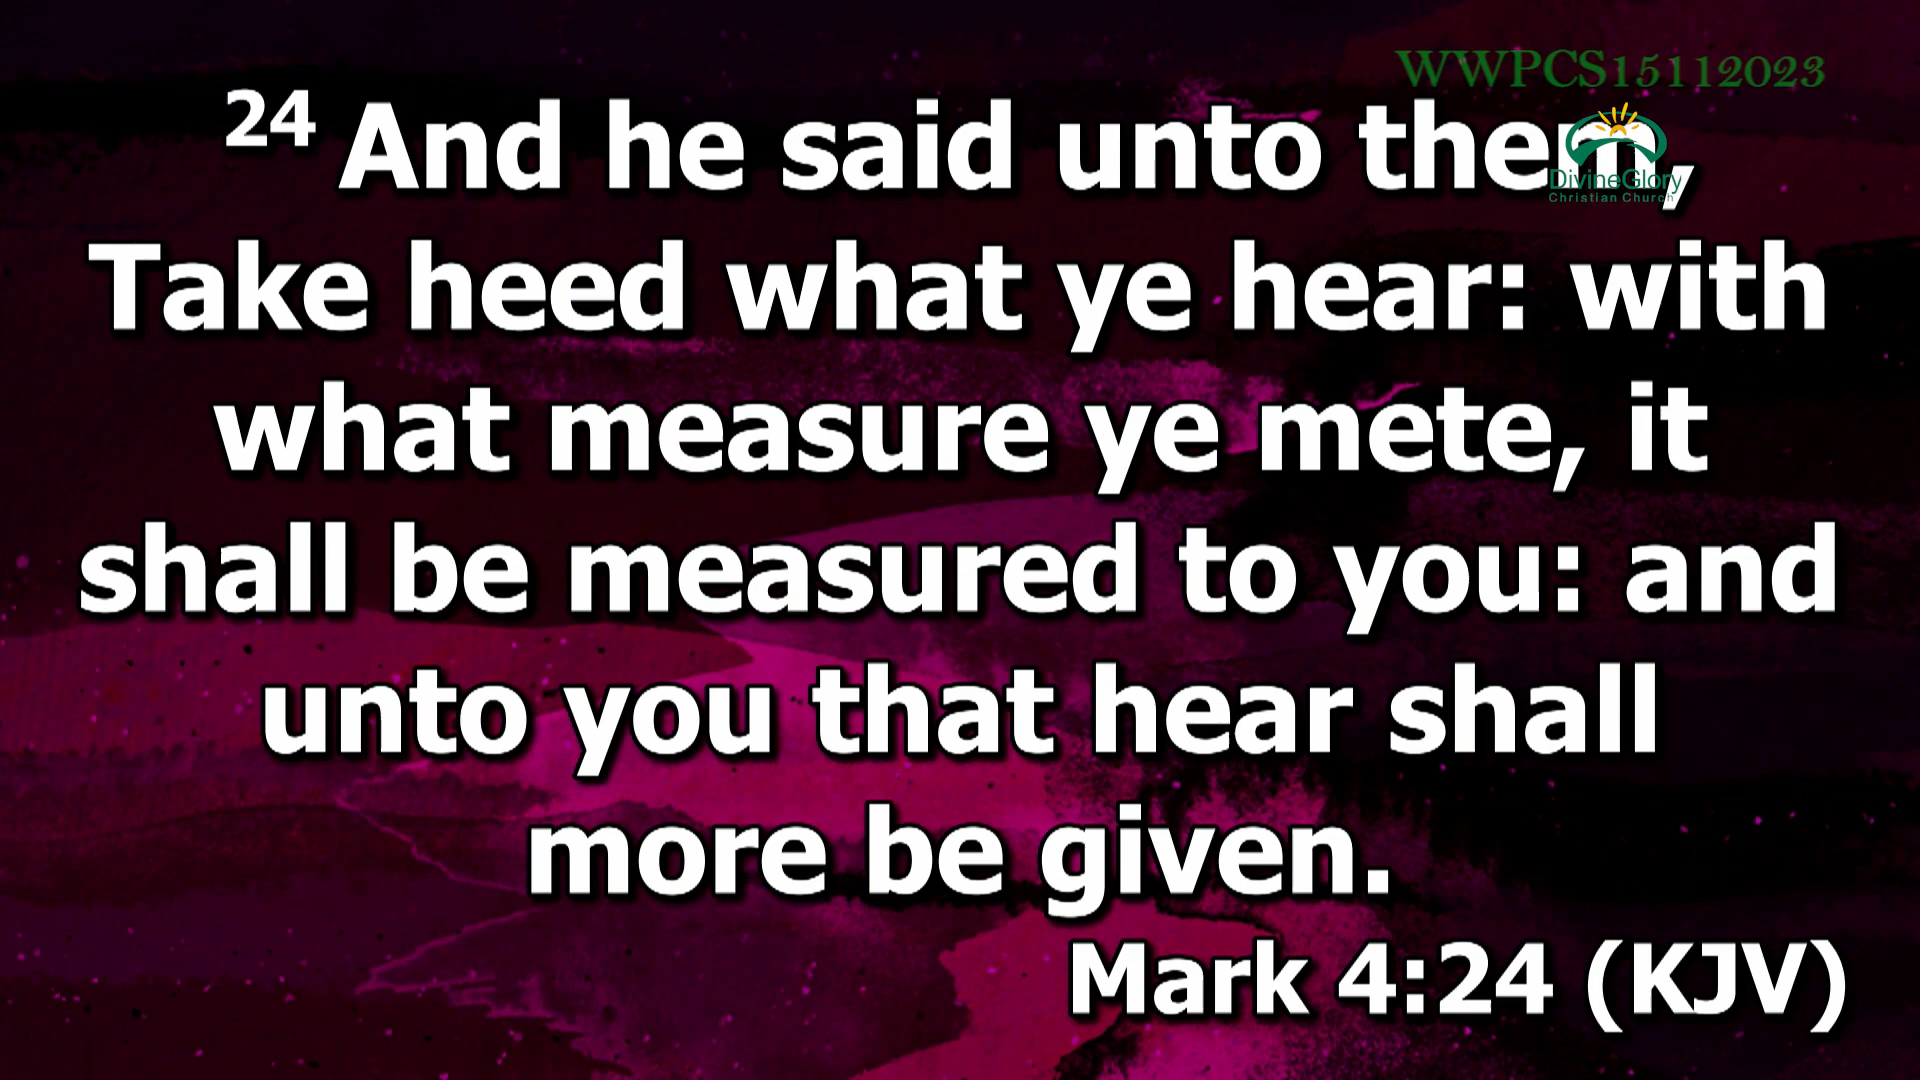 WWPCS15112023
24 And he said unto them,
DivineGlory
Christian Church
Take heed what ye hear: with
what measure ye mete, it
shall be measured to you: and
unto you that hear shall
more be given.
Mark 4:24 (KJV)